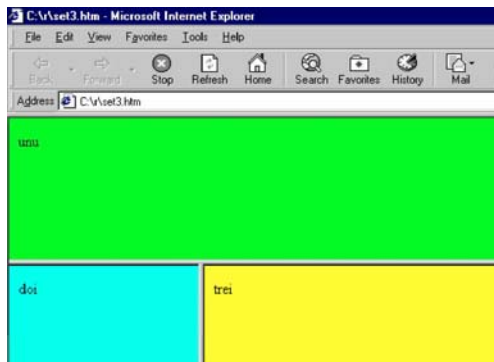 C:\r\set3.htm - Microsoft Internet Explorer
File Edit View Favorites Tools Help
Back Forward Stop Refresh Home Search Favorites History Mail
Address C:\r\set3.htm
unu
doi trei